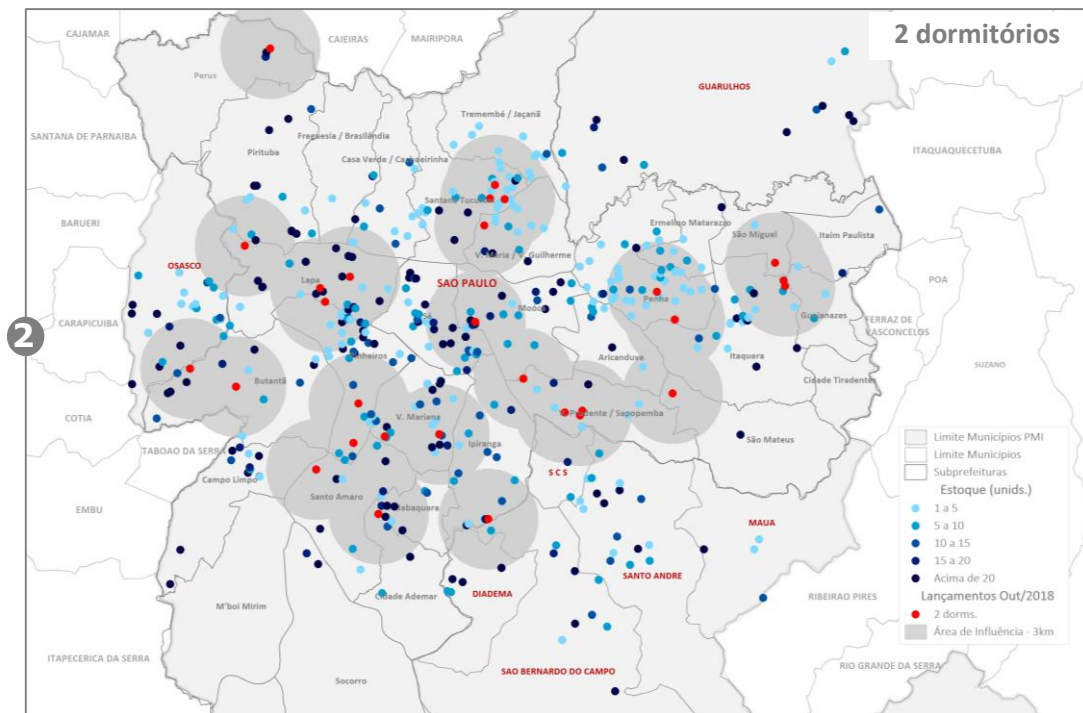 2 dormitórios
CAJAMAR
CAIEIRAS
MAIRIPORA
Perus
GUARULHOS
Tremembé / Jaçanã
SANTANA DE PARNAIBA
Freguesia / Brasilândia
Pirituba
Casa Verde / Cachoeirinha
ITAQUAQUECETUBA
Santana Tucuruvi
Ermelino Matarazzo
BARUERI
São Miguel
Itaim Paulista
V. Maria / V. Guilherme
OSASCO
Lapa
SAO PAULO
POA
Penha
Moóca
Sé
Guaianazes
CARAPICUIBA
2
FERRAZ DE
VASCONCELOS
Pinheiros
Aricanduve
Itaquera
SUZANO
Butantã
Cidade Tiradentes
COTIA
V. Mariana
V. Prudente / Sapopemba
Ipiranga
São Mateus
TABOAO DA SERRA
Limite Municípios PMI
Limite Municípios
S C S
Subprefeituras
Campo Limpo
Estoque (unids.)
Santo Amaro
1 a 5
EMBU
Jabaquara
5 a 10
MAUA
10 a 15
15 a 20
SANTO ANDRE
Acima de 20
Cidade Ademar
DIADEMA
RIBEIRAO PIRES
Lançamentos Out/2018
M'boi Mirim
2 dorms.
Área de Influência - 3km
ITAPECERICA DA SERRA
SAO BERNARDO DO CAMPO
RIO GRANDE DA SERRA
Socorro